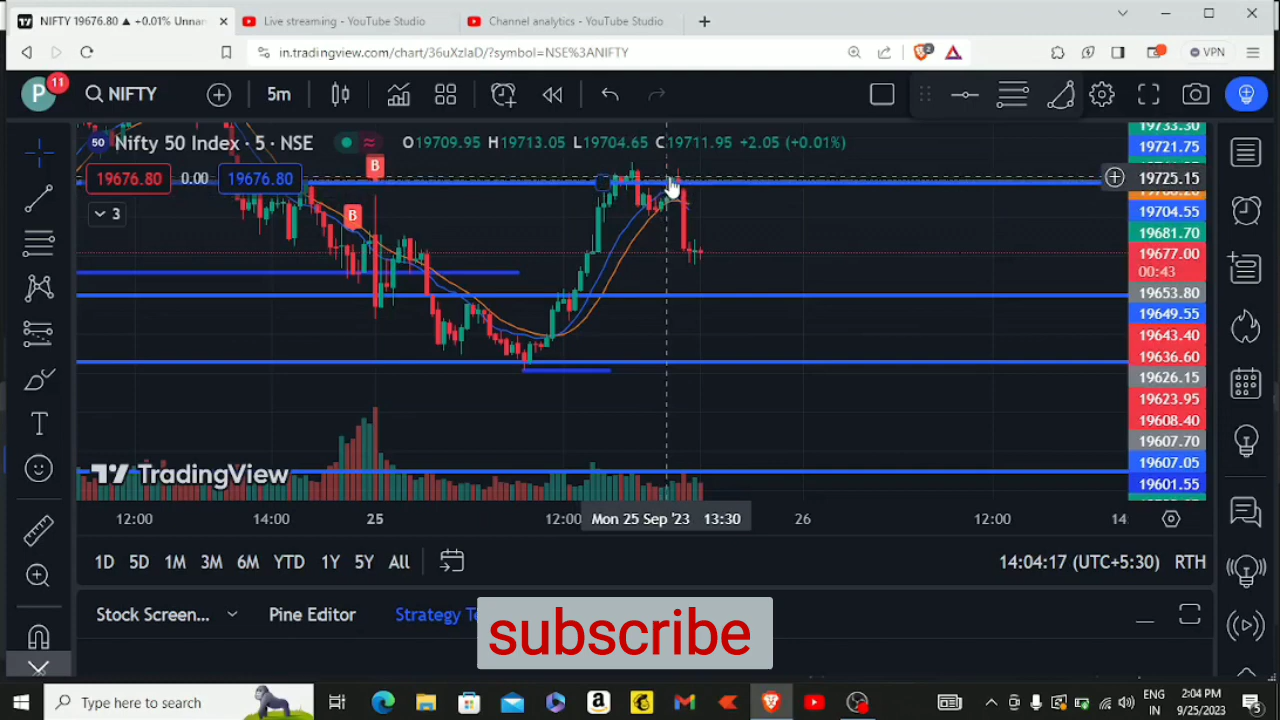 NIFTY 19676.80 ▲ +0.01% Unnan
Live streaming - YouTube Studio
Channel analytics - YouTube Studio
in.tradingview.com/chart/36uXzIaD/?symbol=NSE%3ANIFTY
2
VPN
P
11
NIFTY
5m
50
Nifty 50 Index · 5 · NSE
O19709.95 H19713.05 L19704.65 C19711.95 +2.05 (+0.01%)
19676.80
0.00
19676.80
3
B
B
19733.30
19721.75
19725.15
19704.55
19681.70
19677.00
00:43
19653.80
19649.55
19643.40
19636.60
19626.15
19623.95
19608.40
19607.70
19607.05
19601.55
TradingView
12:00
14:00
25
12:00
Mon 25 Sep '23 13:30
26
12:00
14:
1D 5D 1M 3M 6M YTD 1Y 5Y All
14:04:17 (UTC+5:30) RTH
Stock Screen...
Pine Editor
Strategy Te
subscribe
Type here to search
ENG
IN
2:04 PM
9/25/2023
5